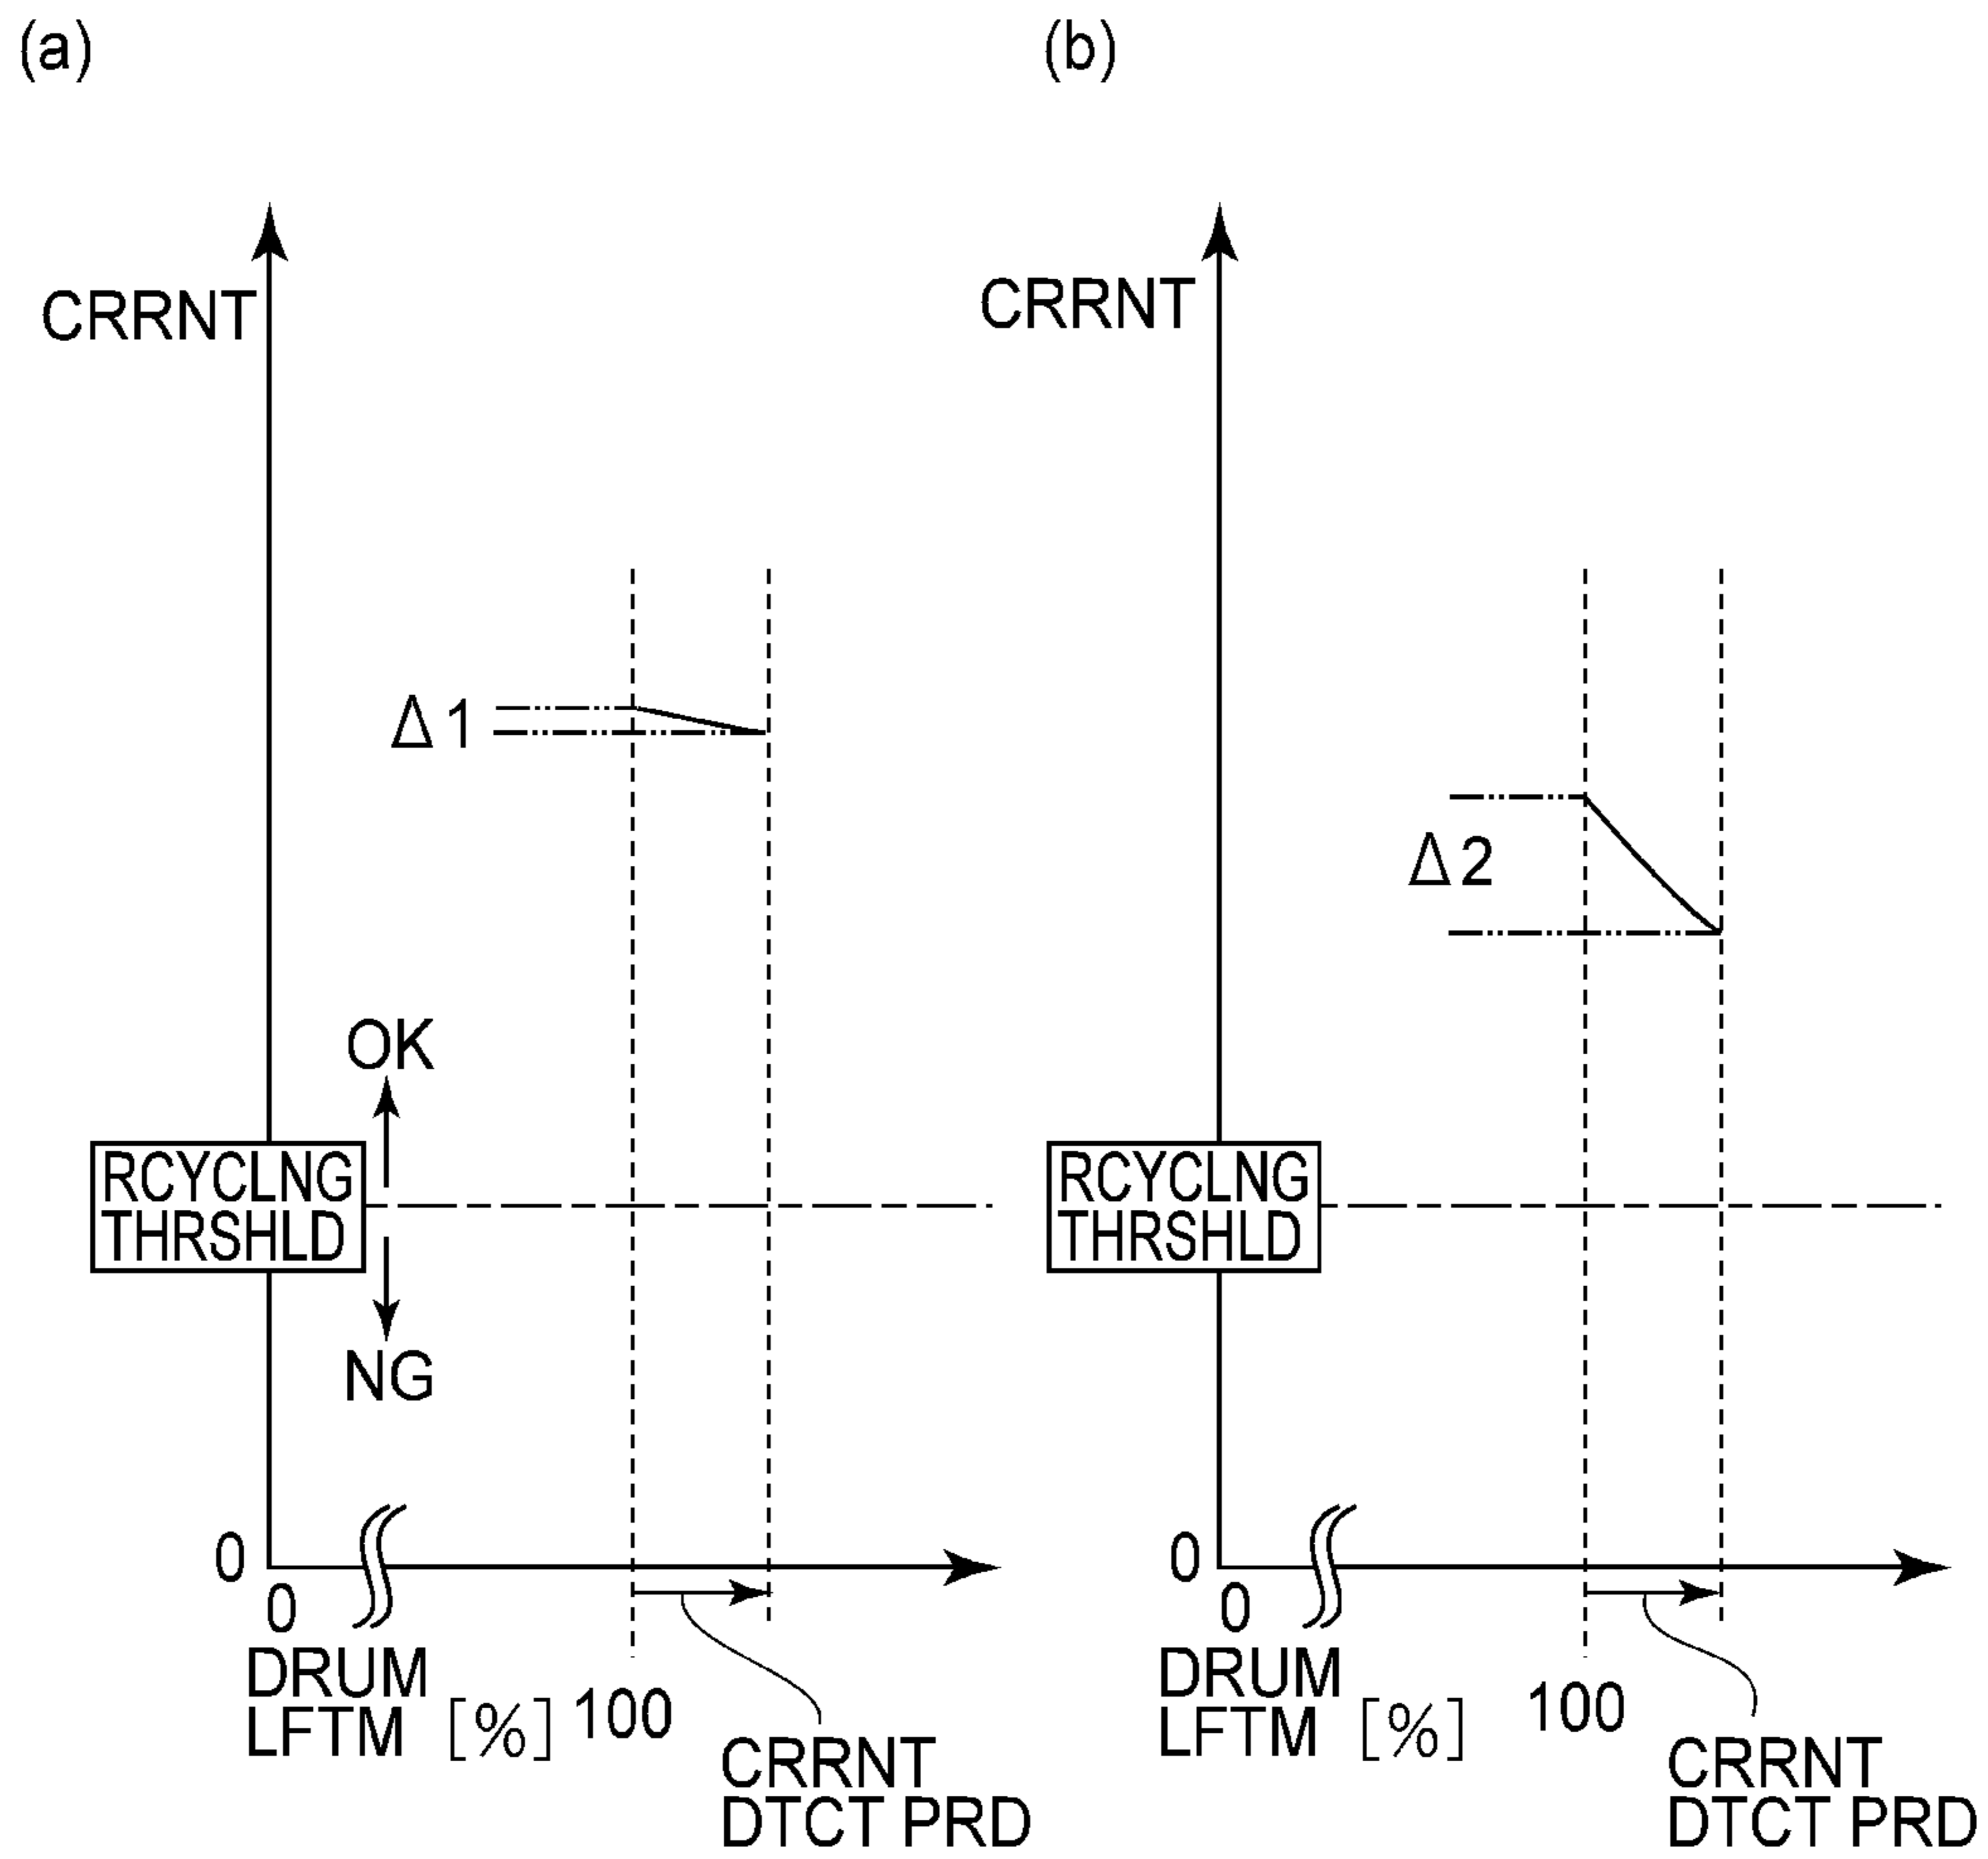 (a)
CRRNT
Δ1
OK
RCYCLNG
THRSHLD
NG
0
0
DRUM
LFTM [%] 100
CRRNT
DTCT PRD
(b)
CRRNT
Δ2
RCYCLNG
THRSHLD
0
0
DRUM
LFTM [%] 100
CRRNT
DTCT PRD